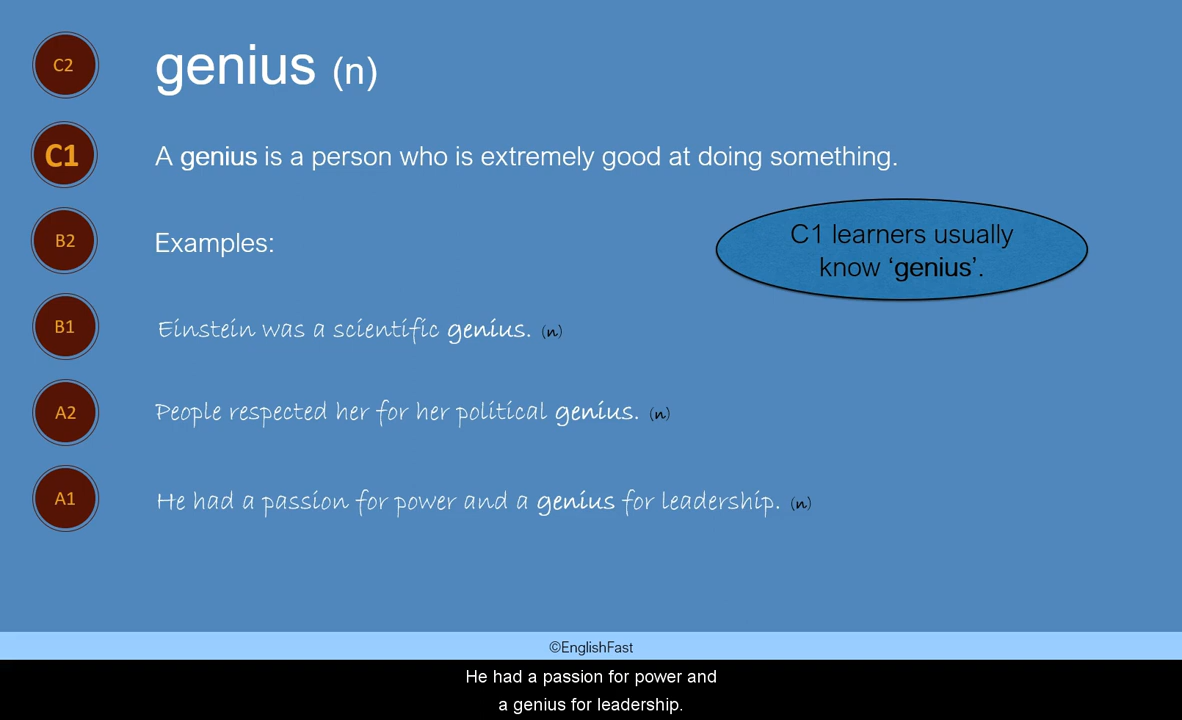 C2
genius (n)
C1
A genius is a person who is extremely good at doing something.
B2
Examples:
C1 learners usually
know ‘genius’.
B1
Einstein was a scientific genius. (n)
A2
People respected her for her political genius. (n)
A1
He had a passion for power and a genius for leadership. (n)
©EnglishFast
He had a passion for power and
a genius for leadership.